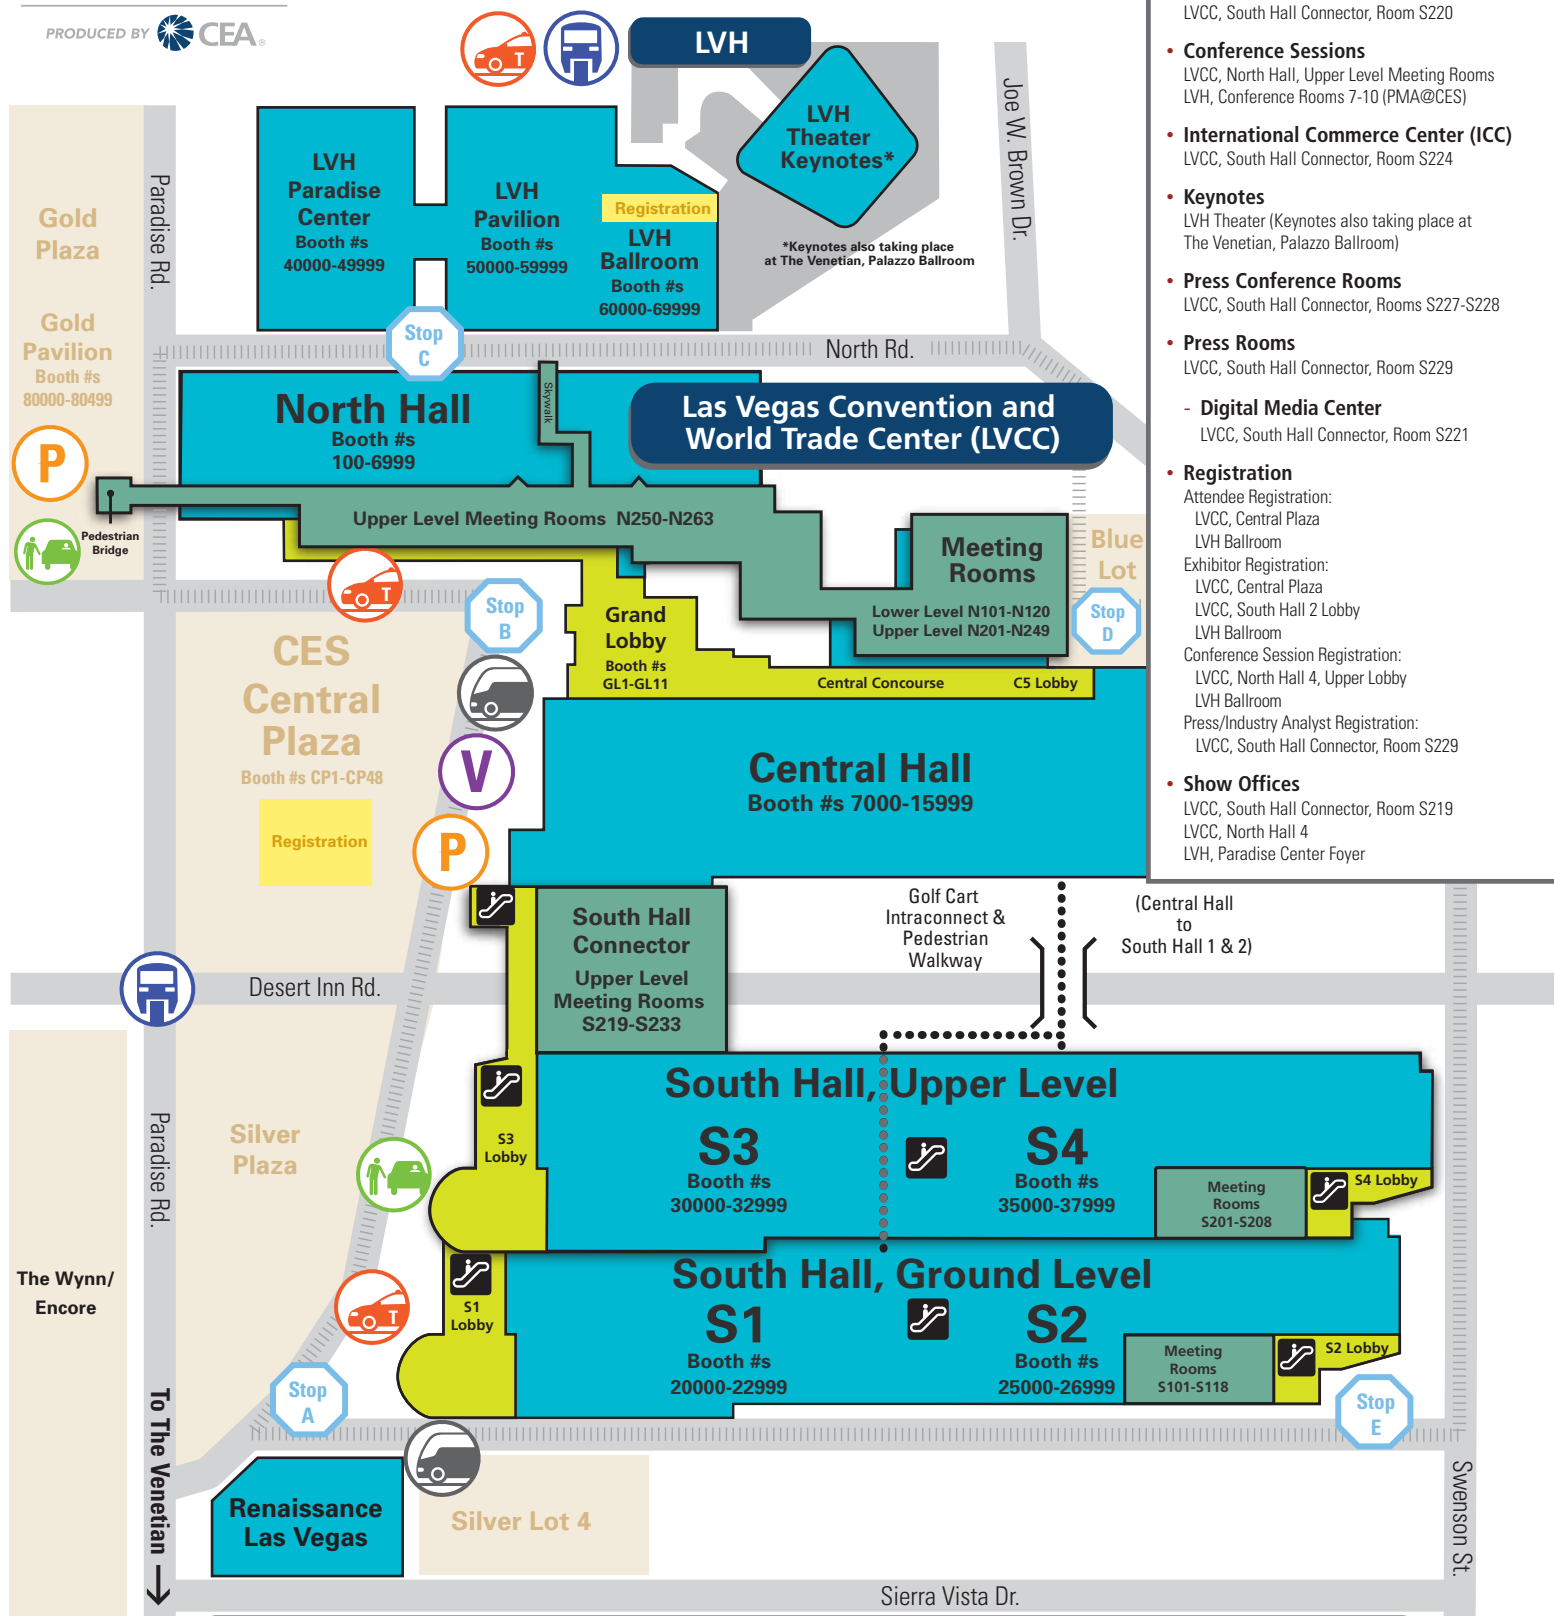 PRODUCED BY CEA®
LVH
LVH
Theater
Keynotes*
*Keynotes also taking place
at The Venetian, Palazzo Ballroom
Joe W. Brown Dr.
LVH
Paradise
Center
Booth #s
40000-49999
LVH
Pavilion
Booth #s
50000-59999
Registration
LVH
Ballroom
Booth #s
60000-69999
Gold
Plaza
Paradise Rd.
Gold
Pavilion
Booth #s
80000-80499
Stop
C
North Rd.
P
Pedestrian
Bridge
North Hall
Booth #s
100-6999
Skywalk
Las Vegas Convention and
World Trade Center (LVCC)
Upper Level Meeting Rooms N250-N263
Meeting
Rooms
Lower Level N101-N120
Upper Level N201-N249
Blue
Lot
Stop
D
T
Stop
B
Grand
Lobby
Booth #s
GL1-GL11
Central Concourse
C5 Lobby
CES
Central
Plaza
Booth #s CP1-CP48
Registration
V
P
Central Hall
Booth #s 7000-15999
South Hall
Connector
Upper Level
Meeting Rooms
S219-S233
Golf Cart
Intraconnect &
Pedestrian
Walkway
(Central Hall
to
South Hall 1 & 2)
Desert Inn Rd.
South Hall, Upper Level
S3
Booth #s
30000-32999
S4
Booth #s
35000-37999
S3
Lobby
Meeting
Rooms
S201-S208
S4 Lobby
Silver
Plaza
Paradise Rd.
The Wynn/
Encore
South Hall, Ground Level
S1
Booth #s
20000-22999
S2
Booth #s
25000-26999
S1
Lobby
Meeting
Rooms
S101-S118
S2 Lobby
T
Stop
A
Stop
E
To The Venetian
Renaissance
Las Vegas
Silver Lot 4
Swenson St.
Sierra Vista Dr.
T
LVCC, South Hall Connector, Room S220
• Conference Sessions
LVCC, North Hall, Upper Level Meeting Rooms
LVH, Conference Rooms 7-10 (PMA@CES)
• International Commerce Center (ICC)
LVCC, South Hall Connector, Room S224
• Keynotes
LVH Theater (Keynotes also taking place at
The Venetian, Palazzo Ballroom)
• Press Conference Rooms
LVCC, South Hall Connector, Rooms S227-S228
• Press Rooms
LVCC, South Hall Connector, Room S229
- Digital Media Center
LVCC, South Hall Connector, Room S221
• Registration
Attendee Registration:
LVCC, Central Plaza
LVH Ballroom
Exhibitor Registration:
LVCC, Central Plaza
LVCC, South Hall 2 Lobby
LVH Ballroom
Conference Session Registration:
LVCC, North Hall 4, Upper Lobby
LVH Ballroom
Press/Industry Analyst Registration:
LVCC, South Hall Connector, Room S229
• Show Offices
LVCC, South Hall Connector, Room S219
LVCC, North Hall 4
LVH, Paradise Center Foyer